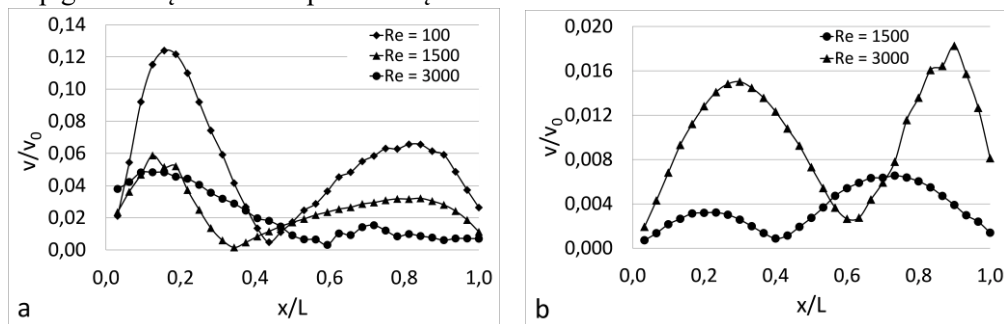 0,14
0,12
0,10
0,08
0,06
0,04
0,02
0,00
v/v0
Re = 100
Re = 1500
Re = 3000
0,0 0,2 0,4 0,6 0,8 1,0
x/L
a
0,020
0,016
0,012
0,008
0,004
0,000
v/v0
Re = 1500
Re = 3000
0,0 0,2 0,4 0,6 0,8 1,0
x/L
b